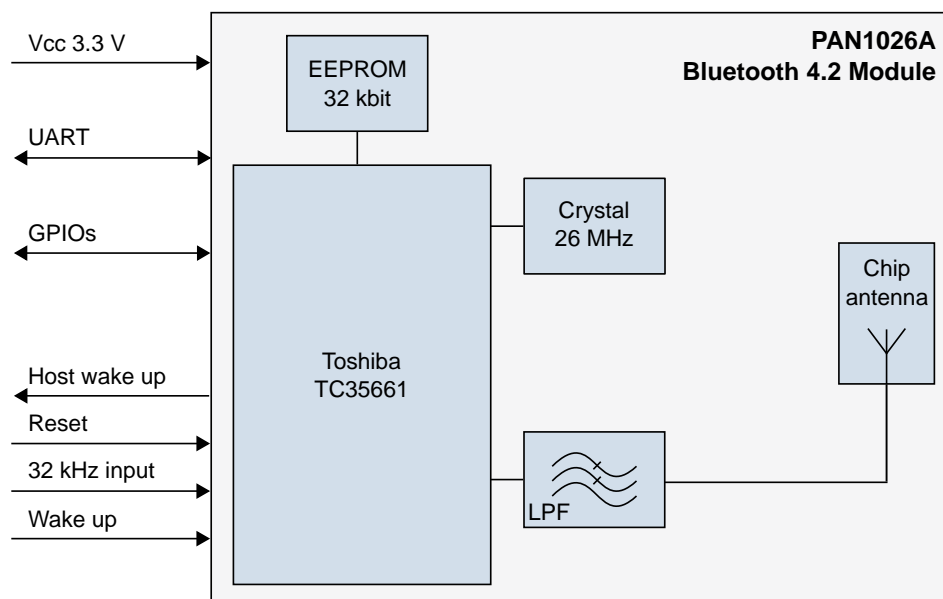 PAN1026A
Bluetooth 4.2 Module
Vcc 3.3 V
UART
GPIOs
Host wake up
Reset
32 kHz input
Wake up
EEPROM
32 kbit
Crystal
26 MHz
Toshiba
TC35661
Chip
antenna
LPF